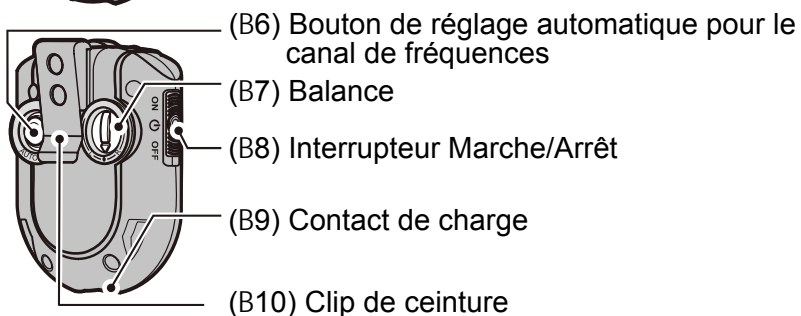 (B6) Bouton de réglage automatique pour le
canal de fréquences
(B7) Balance
ON
OFF
AUTO
(B8) Interrupteur Marche/Arrêt
(B9) Contact de charge
(B10) Clip de ceinture